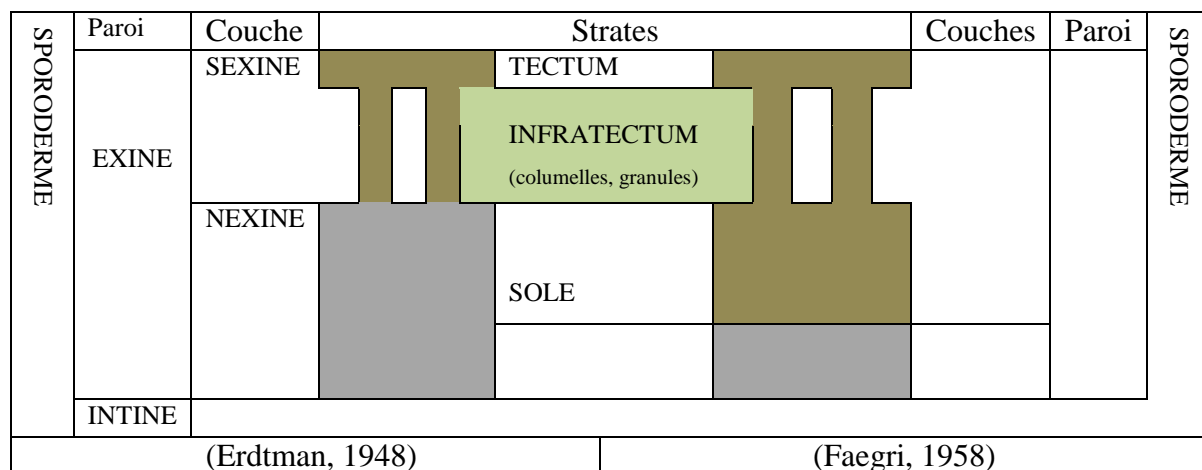 SPORODERME
Paroi
Couche
Strates
Couches
Paroi
SPORODERME
SEXINE
TECTUM
EXINE
INFRATECTUM
(columelles, granules)
NEXINE
SOLE
INTINE
(Erdtman, 1948)
(Faegri, 1958)